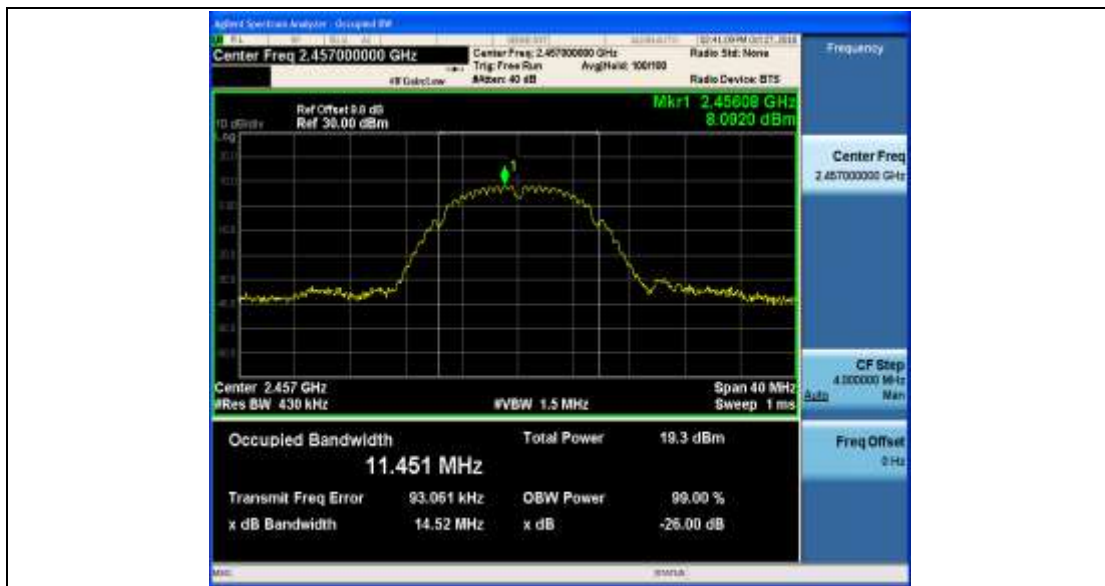 Agilent Spectrum Analyzer - Occupied BW
Center Freq 2.457000000 GHz
Center Freq: 2.457000000 GHz
Radio Std: None
Trig: Free Run
Avg|Hold: 100/100
#IFGain:Low
#Atten: 40 dB
Radio Device: BTS
Frequency
Mkr1 2.45608 GHz
8.0920 dBm
Ref Offset 9.8 dB
10 dB/div
Ref 30.00 dBm
Log
1
Center Freq
2.457000000 GHz
Center 2.457 GHz
Span 40 MHz
#Res BW 430 kHz
#VBW 1.5 MHz
Sweep 1 ms
CF Step
4.000000 MHz
Auto
Man
Occupied Bandwidth
Total Power
19.3 dBm
11.451 MHz
Freq Offset
0 Hz
Transmit Freq Error
93.061 kHz
OBW Power
99.00 %
x dB Bandwidth
14.52 MHz
x dB
-26.00 dB
MSG
STATUS